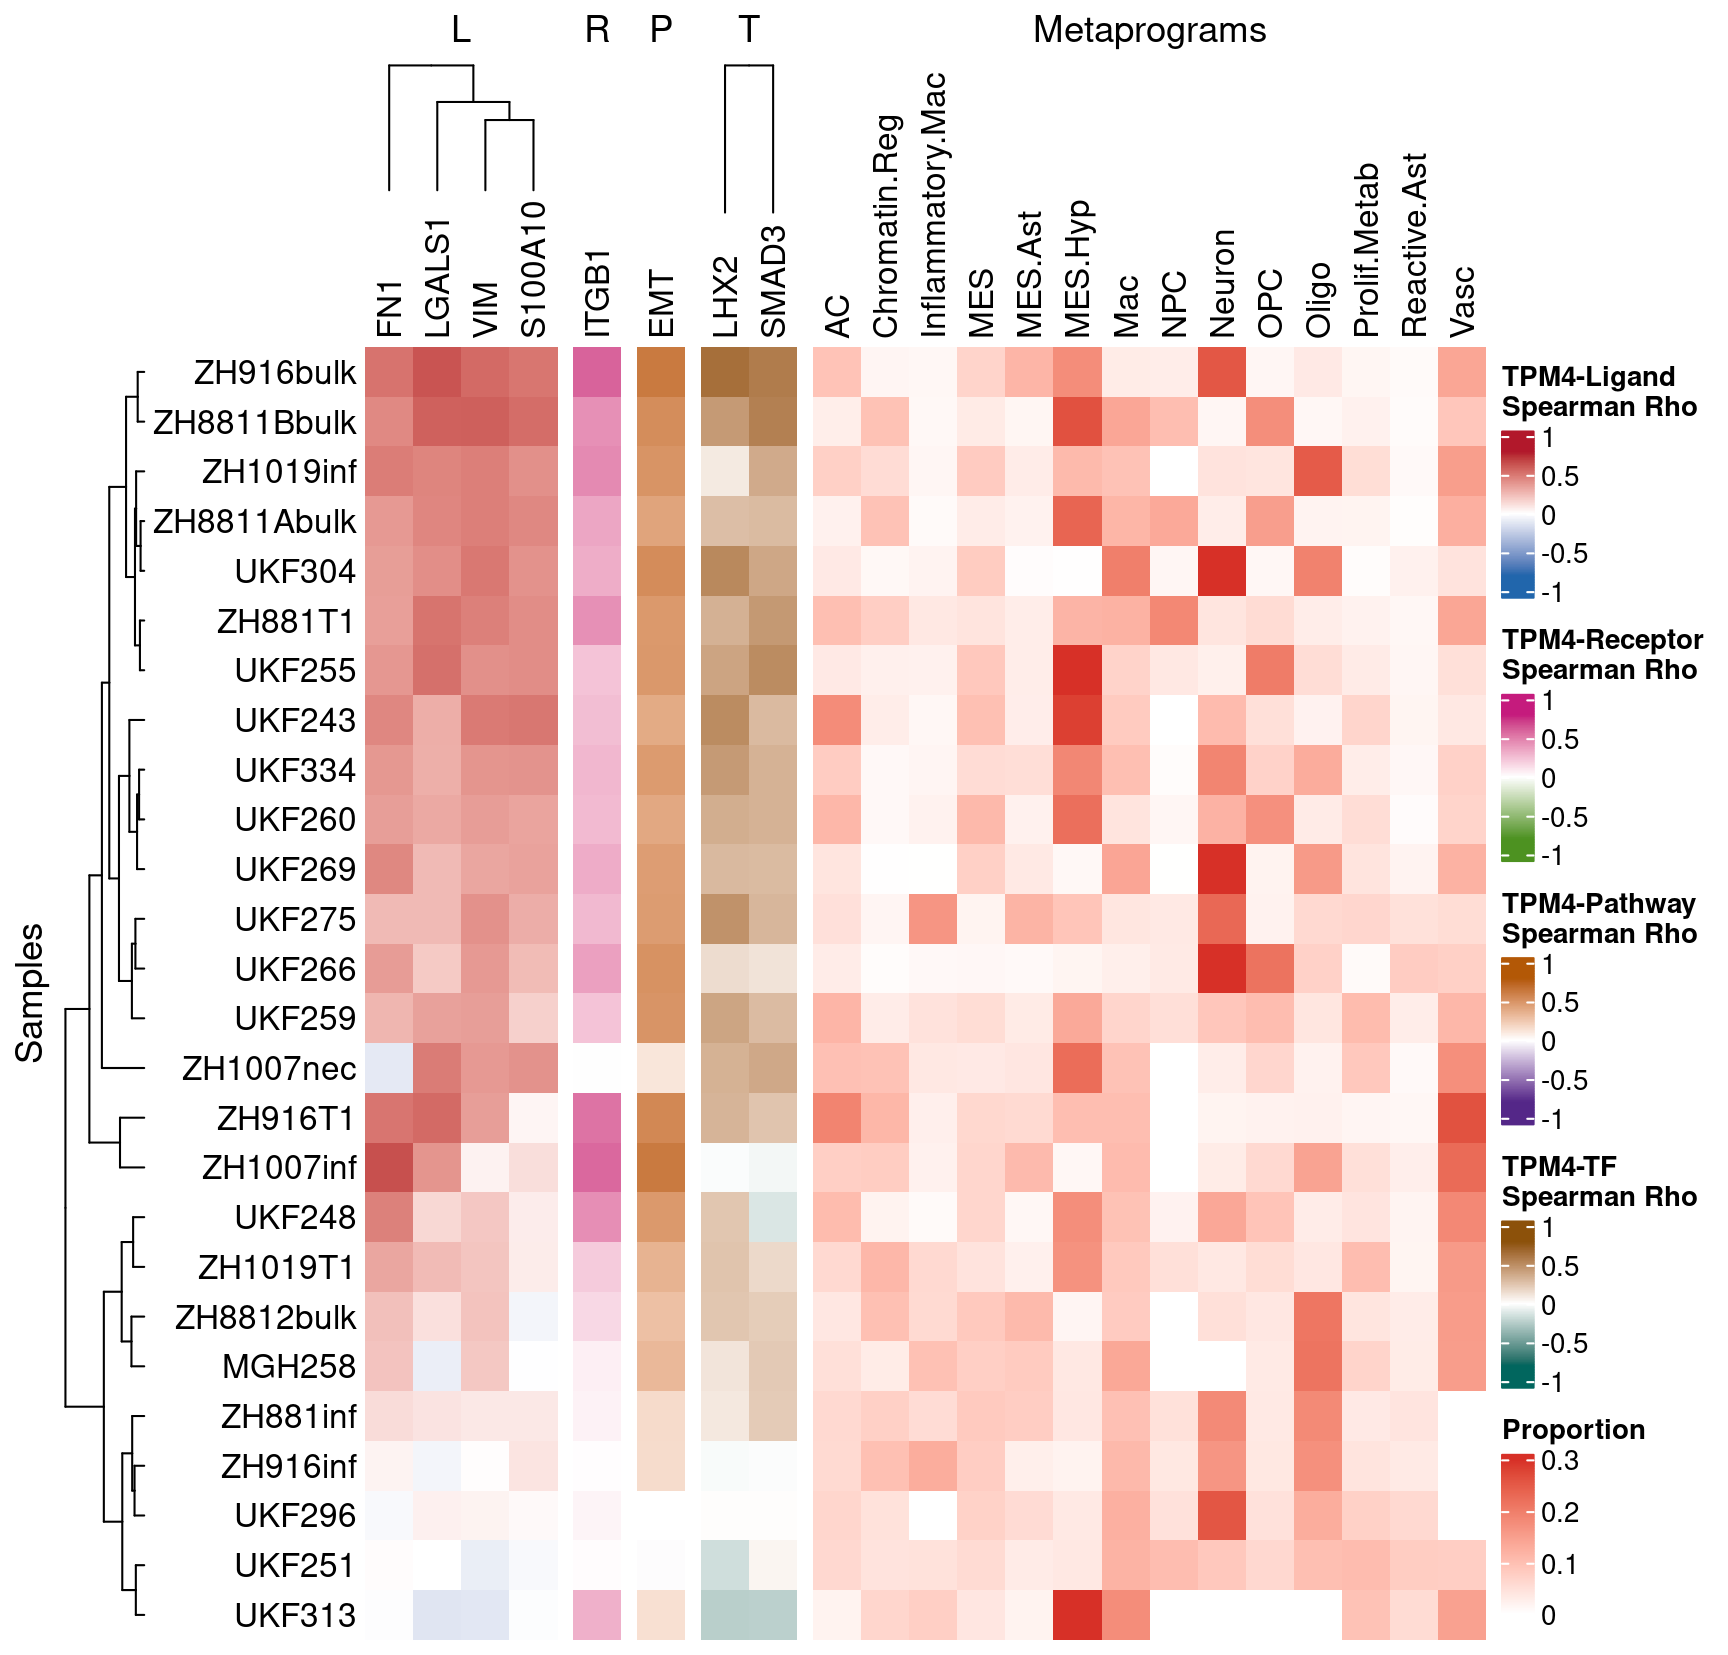 L R P T Metaprograms
FN1 LGALS1 VIM S100A10 ITGB1 EMT LHX2 SMAD3 AC Chromatin.Reg Inflammatory.Mac MES MES.Ast MES.Hyp Mac NPC Neuron OPC Oligo Prolif.Metab Reactive.Ast Vasc
Samples
ZH916bulk
ZH8811Bbulk
ZH1019inf
ZH8811Abulk
UKF304
ZH881T1
UKF255
UKF243
UKF334
UKF260
UKF269
UKF275
UKF266
UKF259
ZH1007nec
ZH916T1
ZH1007inf
UKF248
ZH1019T1
ZH8812bulk
MGH258
ZH881inf
ZH916inf
UKF296
UKF251
UKF313
TPM4-Ligand
Spearman Rho
1
0.5
0
-0.5
-1
TPM4-Receptor
Spearman Rho
1
0.5
0
-0.5
-1
TPM4-Pathway
Spearman Rho
1
0.5
0
-0.5
-1
TPM4-TF
Spearman Rho
1
0.5
0
-0.5
-1
Proportion
0.3
0.2
0.1
0